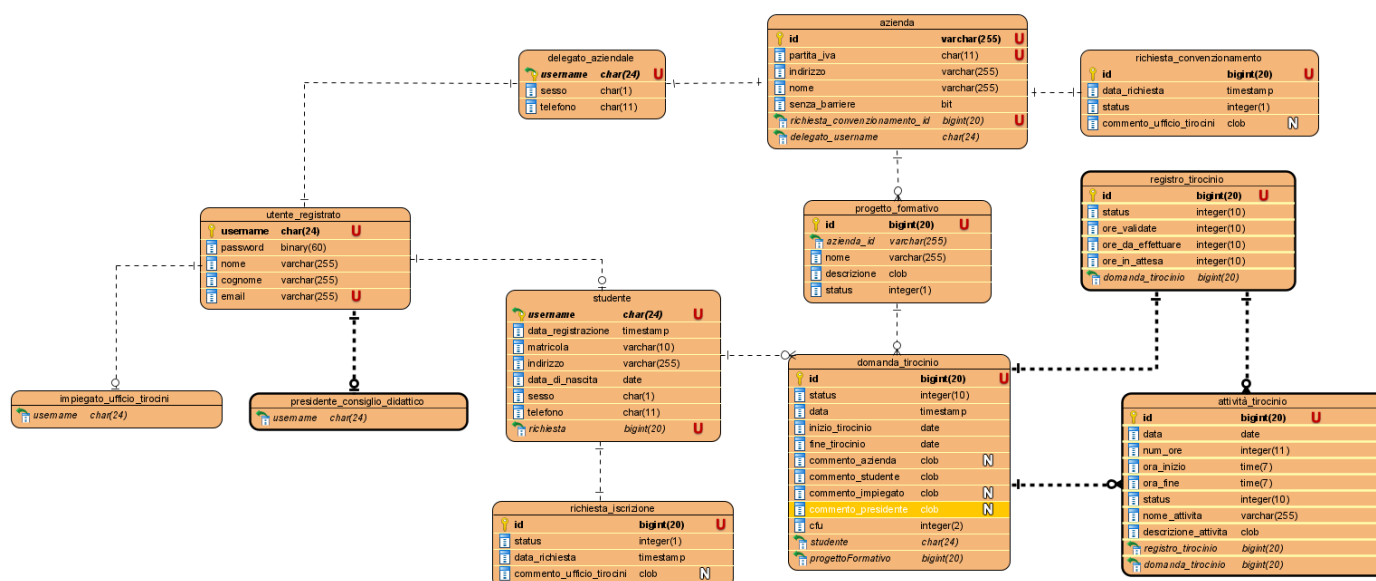 azienda
id varchar(255) U
partita_iva char(11) U
indirizzo varchar(255)
nome varchar(255)
senza_barriere bit
richiesta_convenzionamento_id bigint(20) U
delegato_username char(24)
delegato_aziendale
username char(24) U
sesso char(1)
telefono char(11)
richiesta_convenzionamento
id bigint(20) U
data_richiesta timestamp
status integer(1)
commento_ufficio_tirocini clob N
registro_tirocinio
id bigint(20) U
status integer(10)
ore_validate integer(10)
ore_da_effettuare integer(10)
ore_in_attesa integer(10)
domanda_tirocinio bigint(20)
utente_registrato
username char(24) U
password binary(60)
nome varchar(255)
cognome varchar(255)
email varchar(255) U
progetto_formativo
id bigint(20) U
azienda_id varchar(255)
nome varchar(255)
descrizione clob
status integer(1)
studente
username char(24) U
data_registrazione timestamp
matricola varchar(10)
indirizzo varchar(255)
data_di_nascita date
sesso char(1)
telefono char(11)
richiesta bigint(20) U
domanda_tirocinio
id bigint(20) U
status integer(10)
data timestamp
inizio_tirocinio date
fine_tirocinio date
commento_azienda clob N
commento_studente clob
commento_impiegato clob N
commento_presidente clob N
cfu integer(2)
studente char(24)
progettoFormativo bigint(20)
impiegato_ufficio_tirocini
username char(24)
presidente_consiglio_didattico
username char(24)
attività_tirocinio
id bigint(20) U
data date
num_ore integer(11)
ora_inizio time(7)
ora_fine time(7)
status integer(10)
nome_attivita varchar(255)
descrizione_attivita clob
registro_tirocinio bigint(20)
domanda_tirocinio bigint(20)
richiesta_iscrizione
id bigint(20) U
status integer(1)
data_richiesta timestamp
commento_ufficio_tirocini clob N